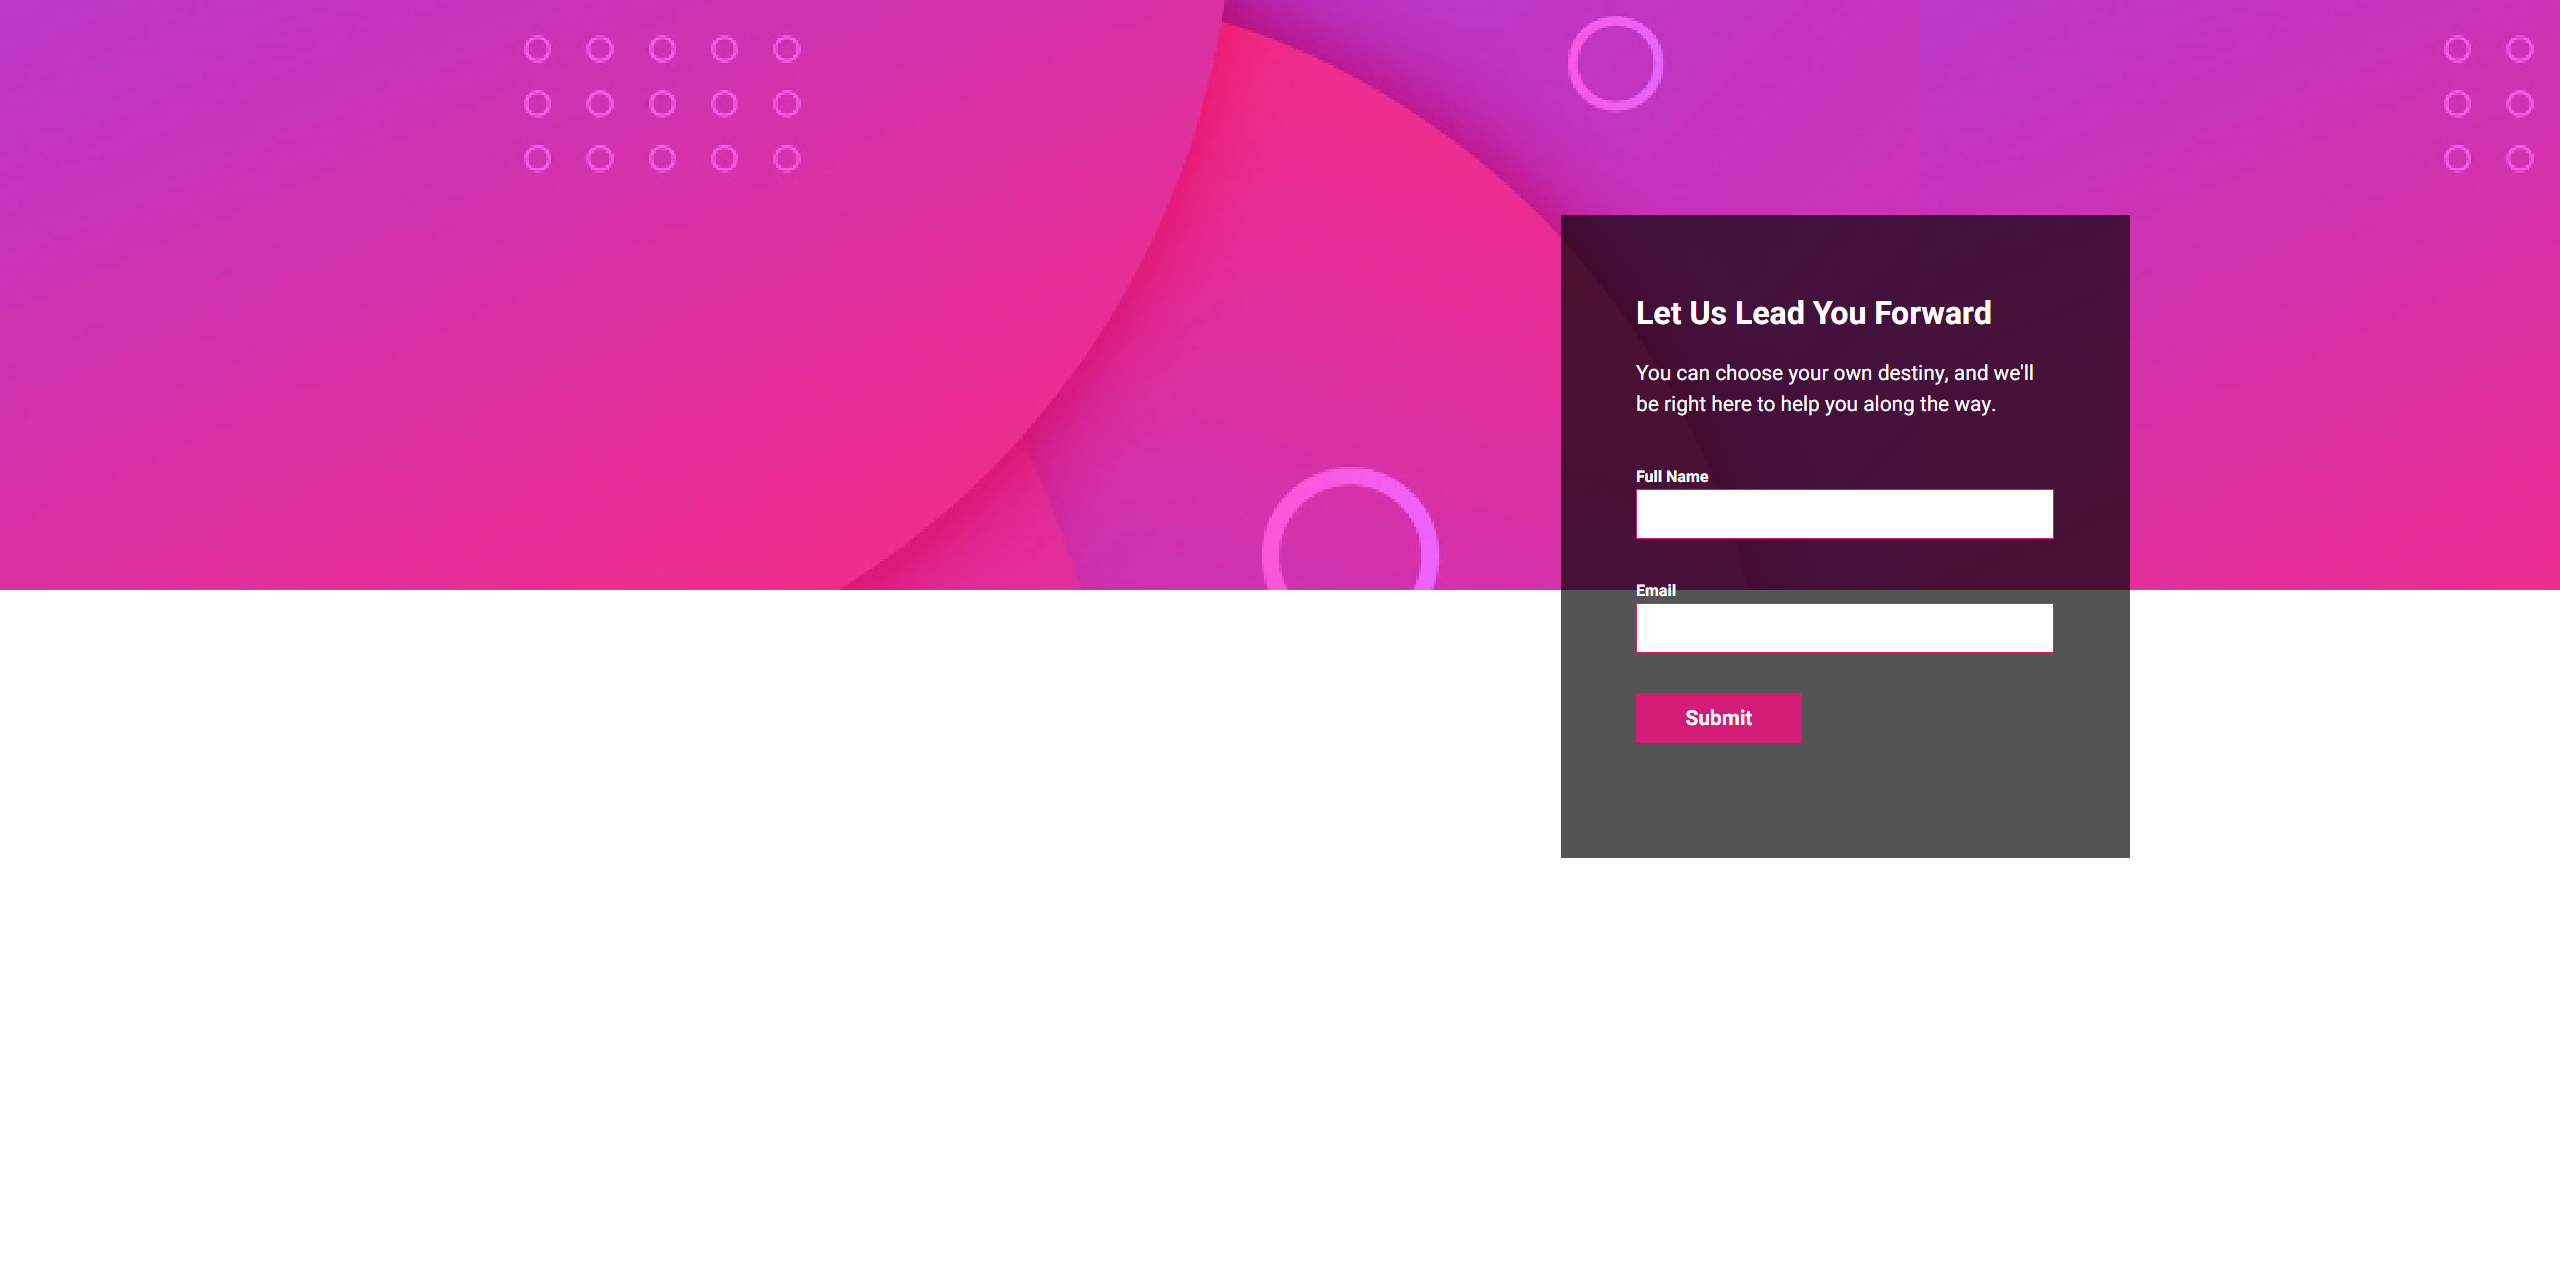 Let Us Lead You Forward
You can choose your own destiny, and we'll
be right here to help you along the way.
Full Name
Email
Submit